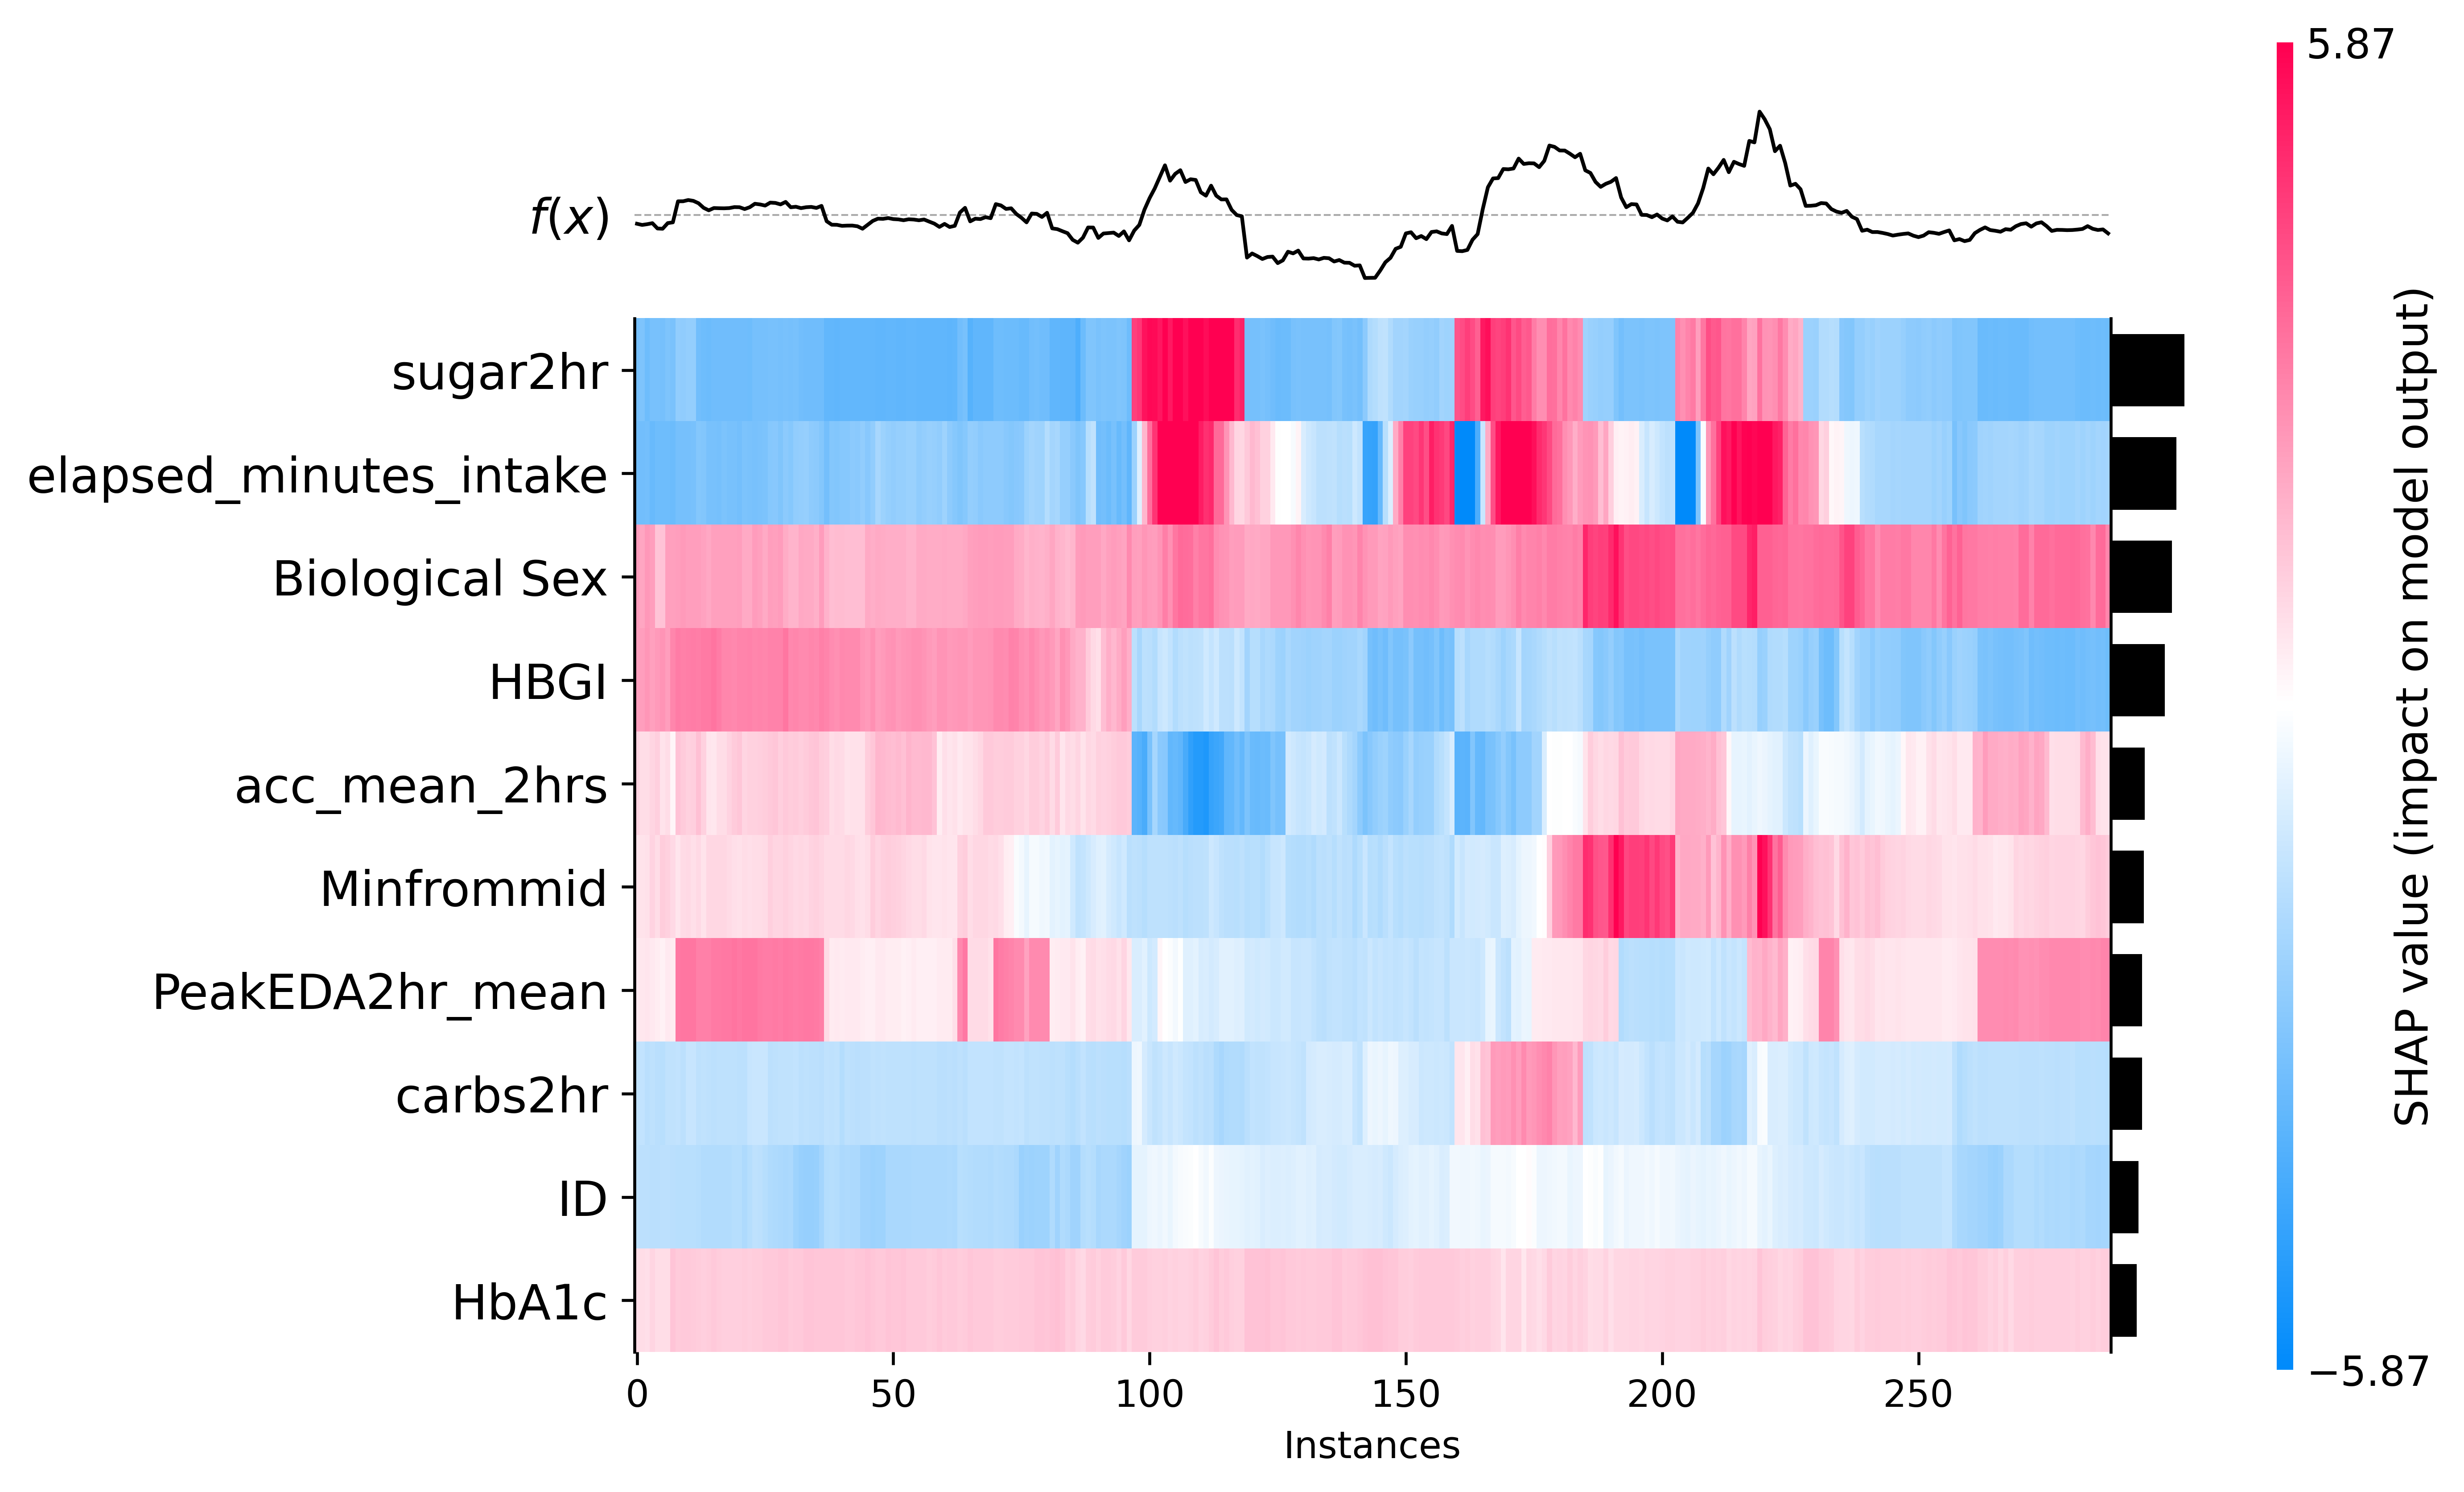 5.87
f(x)
sugar2hr
elapsed_minutes_intake
Biological Sex
HBGI
acc_mean_2hrs
Minfrommid
PeakEDA2hr_mean
carbs2hr
ID
HbA1c
0 50 100 150 200 250
Instances
SHAP value (impact on model output)
−5.87